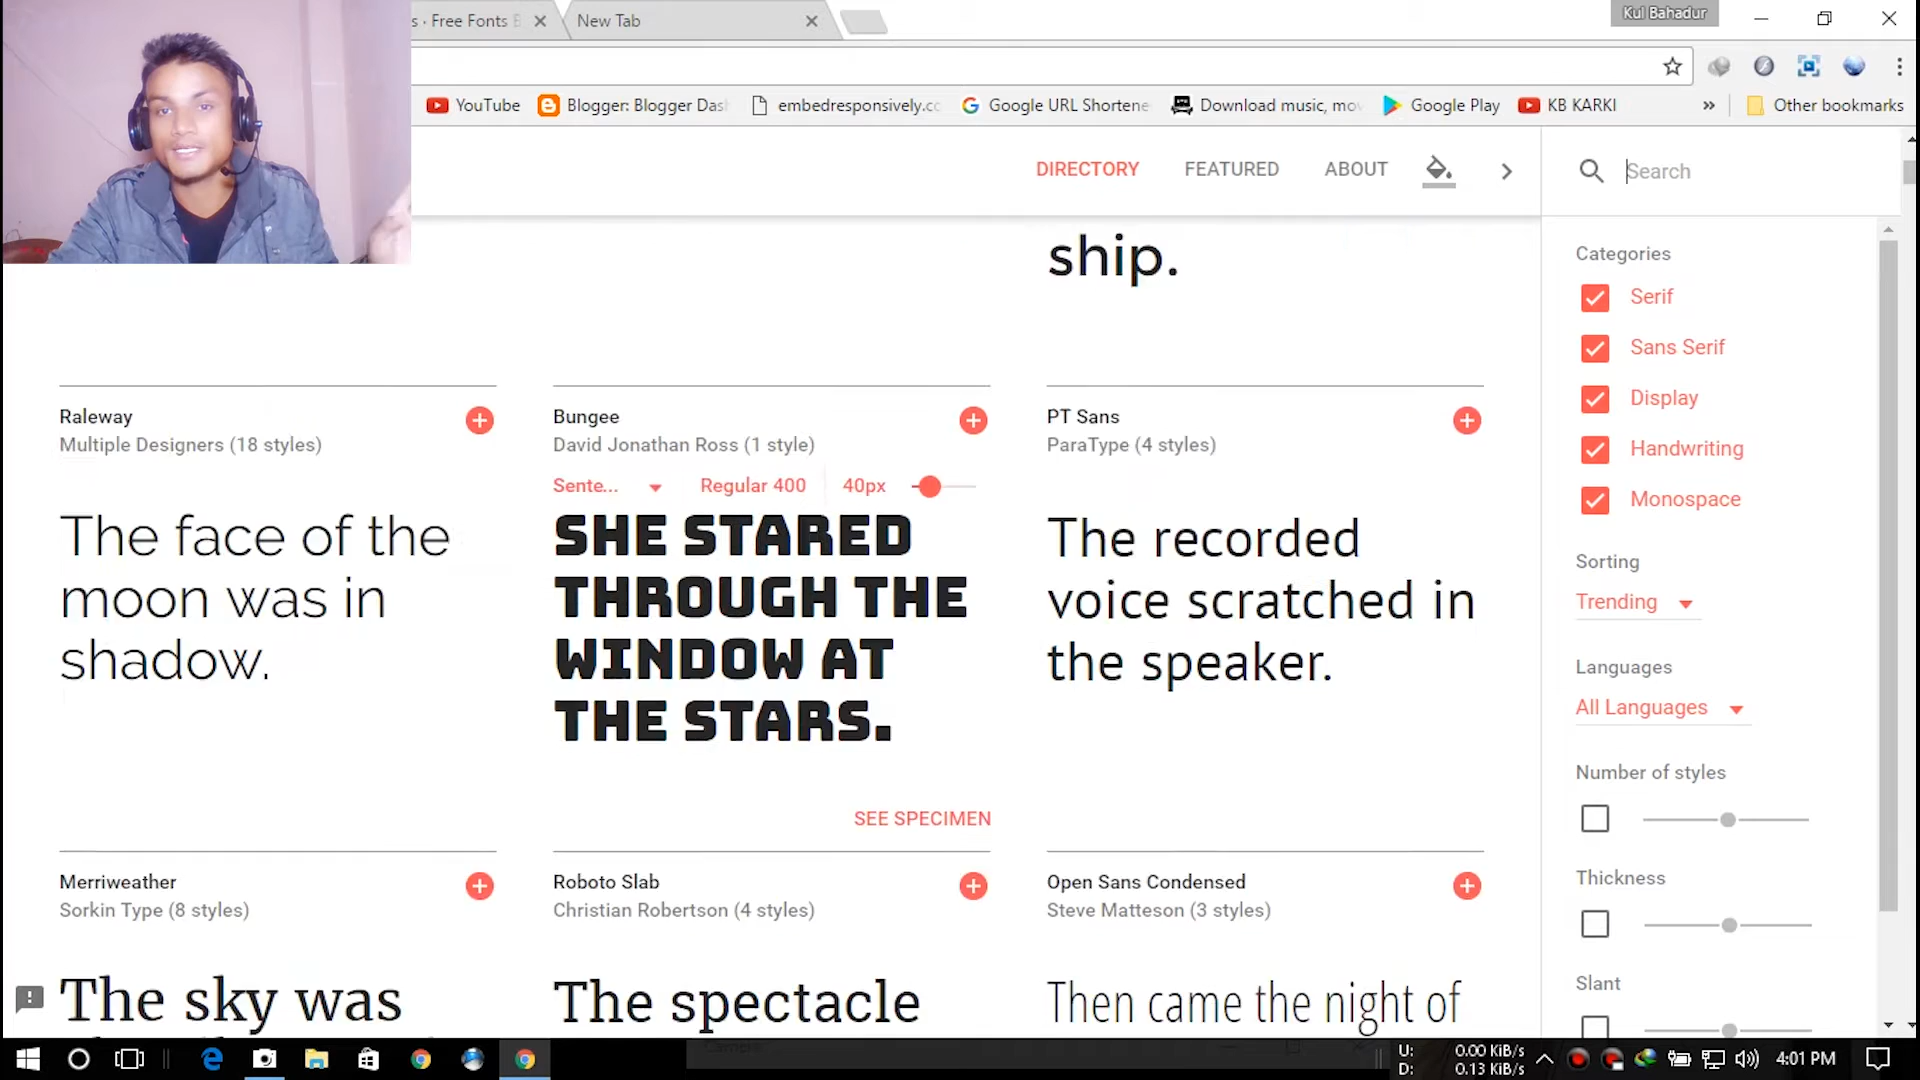 s · Free Fonts B
New Tab
Kul Bahadur
YouTube
Blogger: Blogger Das
embedresponsively.co
Google URL Shortene
Download music, mov
Google Play
KB KARKI
»
Other bookmarks
DIRECTORY
FEATURED
ABOUT
Search
ship.
Raleway
Multiple Designers (18 styles)
The face of the
moon was in
shadow.
Bungee
David Jonathan Ross (1 style)
Sente...
Regular 400
40px
SHE STARED
THROUGH THE
WINDOW AT
THE STARS.
SEE SPECIMEN
PT Sans
ParaType (4 styles)
The recorded
voice scratched in
the speaker.
Merriweather
Sorkin Type (8 styles)
The sky was
Roboto Slab
Christian Robertson (4 styles)
The spectacle
Open Sans Condensed
Steve Matteson (3 styles)
Then came the night of
Categories
Serif
Sans Serif
Display
Handwriting
Monospace
Sorting
Trending
Languages
All Languages
Number of styles
Thickness
Slant
U: 0.00 KiB/s
D: 0.13 KiB/s
4:01 PM